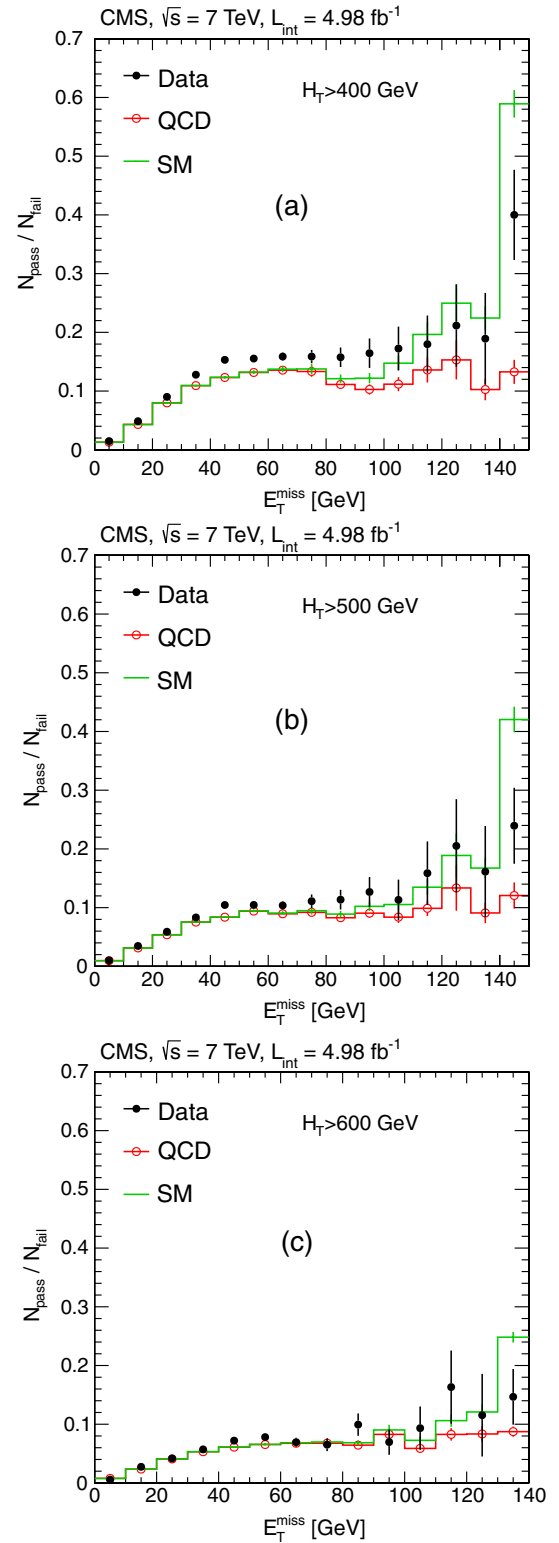 CMS, √s = 7 TeV, L_int = 4.98 fb⁻¹
0.7
Data
H_T>400 GeV
0.6
QCD
0.5
SM
(a)
N_pass / N_fail
0.4
0.3
0.2
0.1
0
0 20 40 60 80 100 120 140
E_T^miss [GeV]
CMS, √s = 7 TeV, L_int = 4.98 fb⁻¹
0.7
Data
H_T>500 GeV
0.6
QCD
0.5
SM
(b)
N_pass / N_fail
0.4
0.3
0.2
0.1
0
0 20 40 60 80 100 120 140
E_T^miss [GeV]
CMS, √s = 7 TeV, L_int = 4.98 fb⁻¹
0.7
Data
H_T>600 GeV
0.6
QCD
0.5
SM
(c)
N_pass / N_fail
0.4
0.3
0.2
0.1
0
0 20 40 60 80 100 120 140
E_T^miss [GeV]